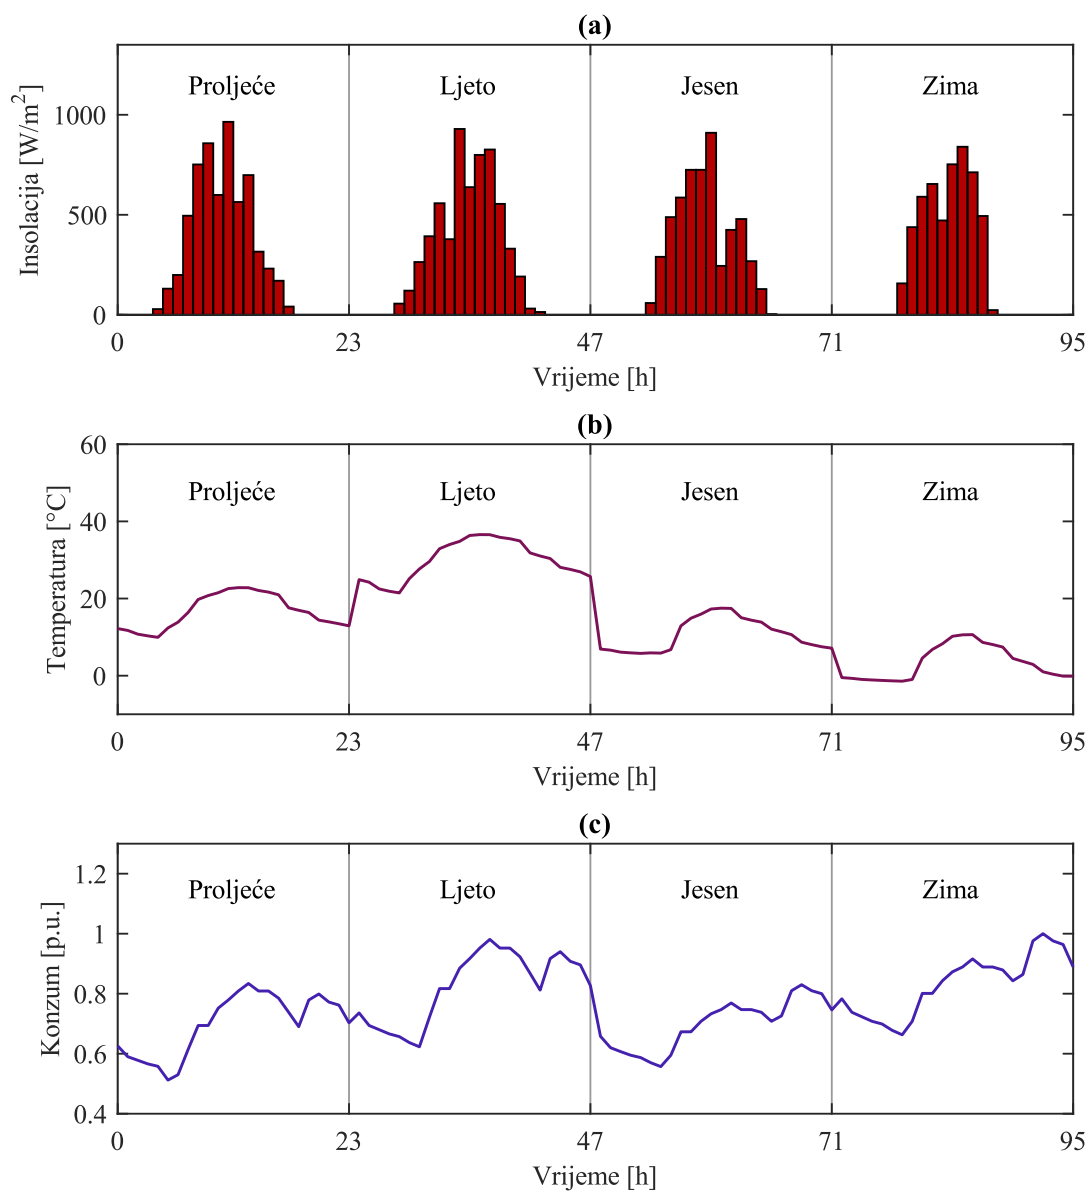 (a)
Insolacija [W/m²]
1000
500
0
Proljeće Ljeto Jesen Zima
0 23 47 71 95
Vrijeme [h]
(b)
Temperatura [°C]
60
40
20
0
Proljeće Ljeto Jesen Zima
0 23 47 71 95
Vrijeme [h]
(c)
Konzum [p.u.]
1.2
1
0.8
0.6
0.4
Proljeće Ljeto Jesen Zima
0 23 47 71 95
Vrijeme [h]